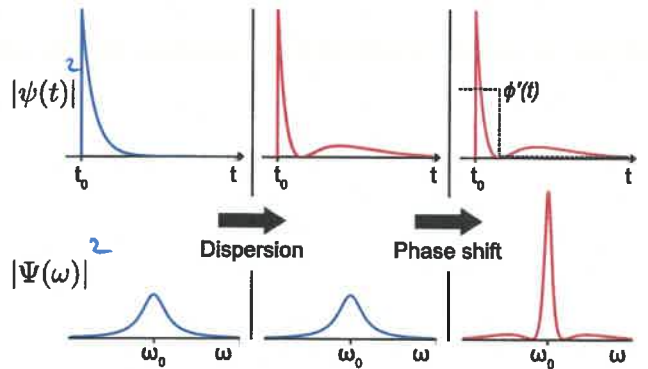 |ψ(t)|²
t₀ t
t₀ t
ϕ'(t)
t₀ t
Dispersion
Phase shift
|Ψ(ω)|²
ω₀ ω
ω₀ ω
ω₀ ω